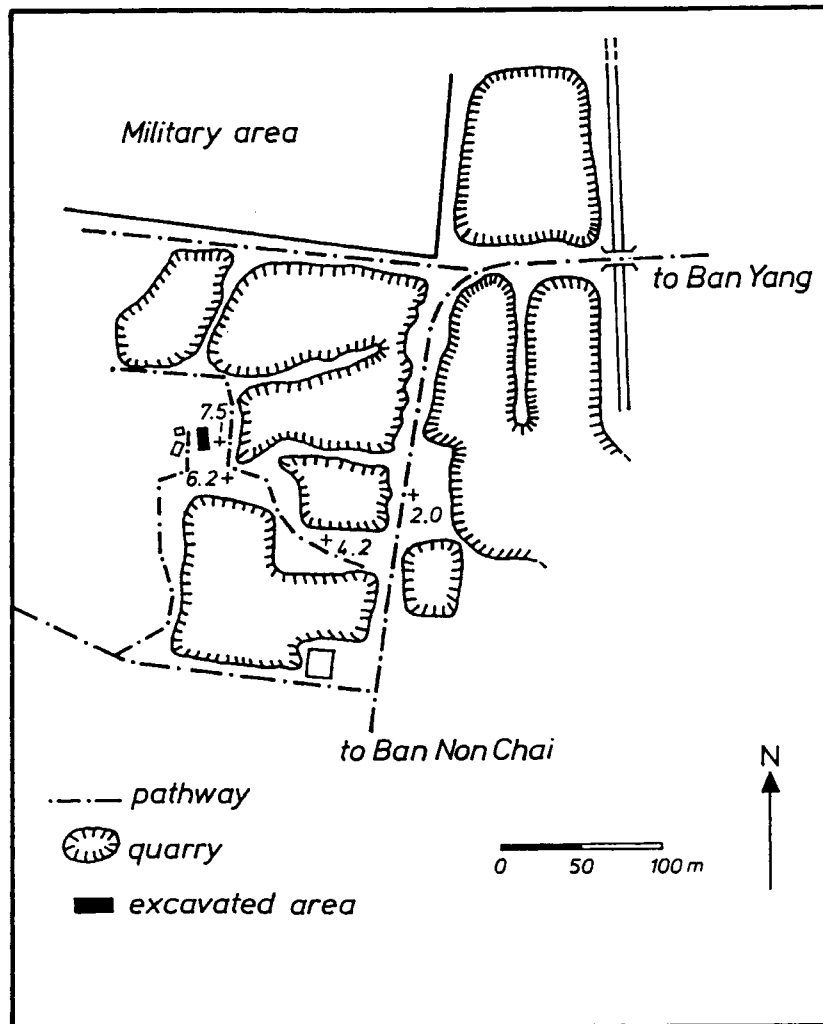 Military area
to Ban Yang
7.5
6.2
2.0
4.2
to Ban Non Chai
N
pathway
quarry
0 50 100 m
excavated area